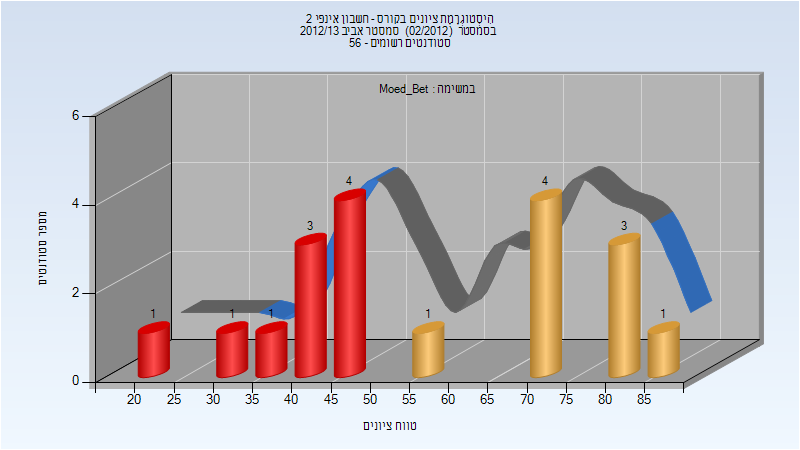 היסטוגרמת ציונים בקורס - חשבון אינפי 2
בסמסטר (02/2012) סמסטר אביב 2012/13
סטודנטים רשומים - 56
במשימה : Moed_Bet
מספר סטודנטים
6
4
2
0
1
1
1
3
4
1
4
3
1
20 25 30 35 40 45 50 55 60 65 70 75 80 85
טווח ציונים